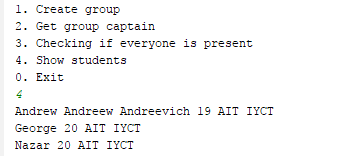 1. Create group
2. Get group captain
3. Checking if everyone is present
4. Show students
0. Exit
4
Andrew Andreew Andreevich 19 AIT IYCT
George 20 AIT IYCT
Nazar 20 AIT IYCT